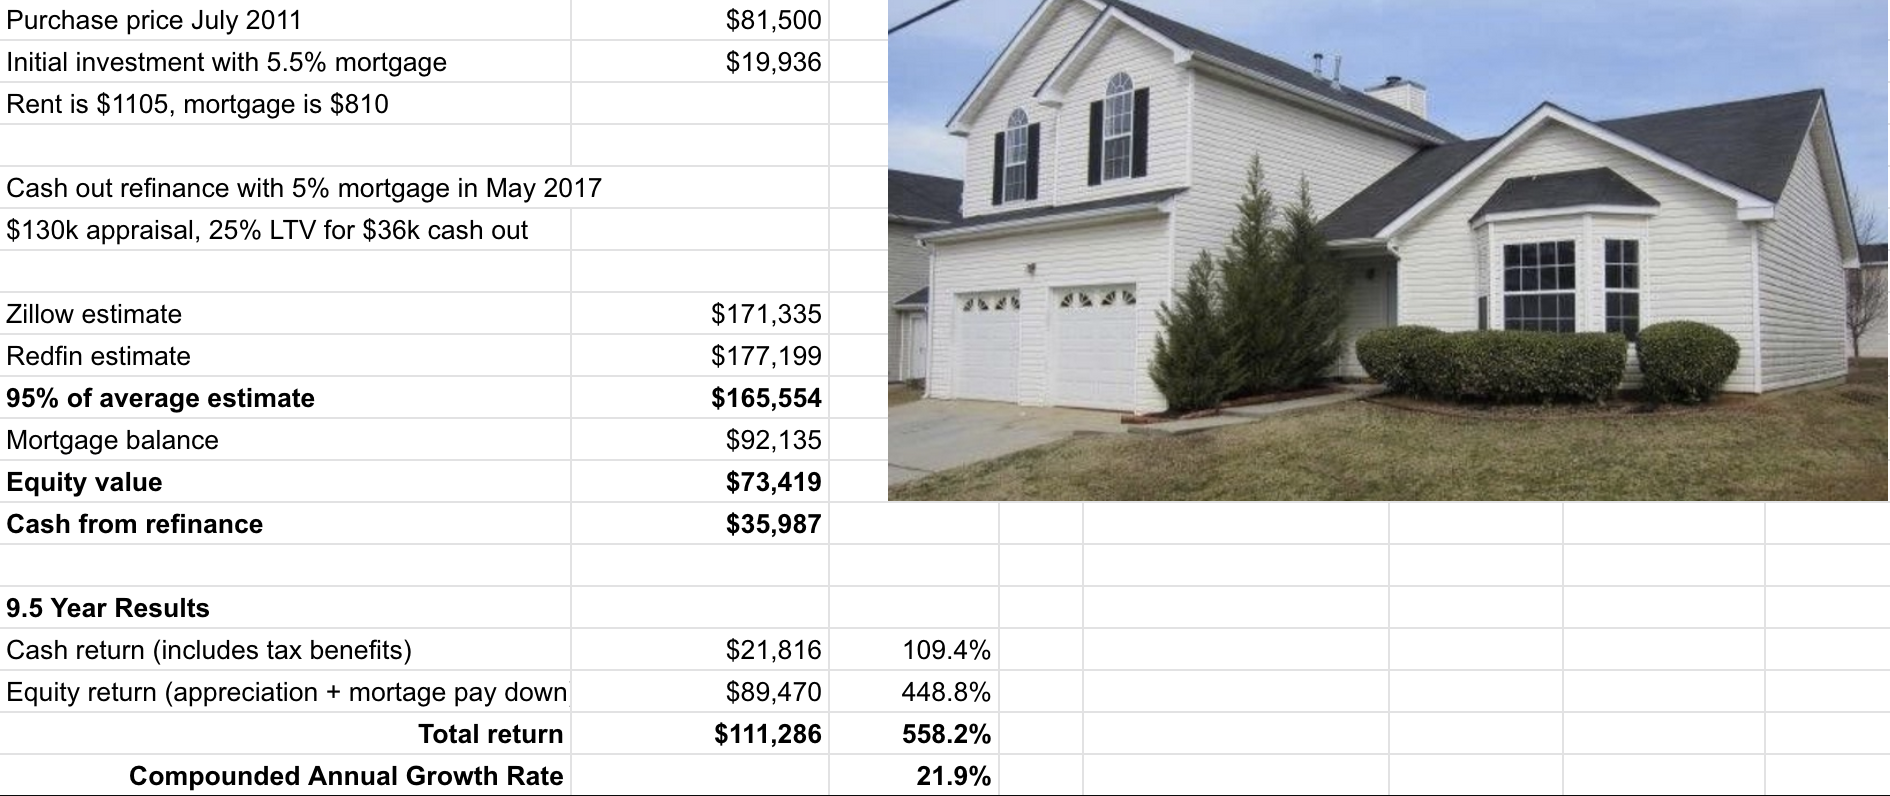 Purchase price July 2011 $81,500
Initial investment with 5.5% mortgage $19,936
Rent is $1105, mortgage is $810
Cash out refinance with 5% mortgage in May 2017
$130k appraisal, 25% LTV for $36k cash out
Zillow estimate $171,335
Redfin estimate $177,199
95% of average estimate $165,554
Mortgage balance $92,135
Equity value $73,419
Cash from refinance $35,987
9.5 Year Results
Cash return (includes tax benefits) $21,816 109.4%
Equity return (appreciation + mortage pay down) $89,470 448.8%
Total return $111,286 558.2%
Compounded Annual Growth Rate 21.9%